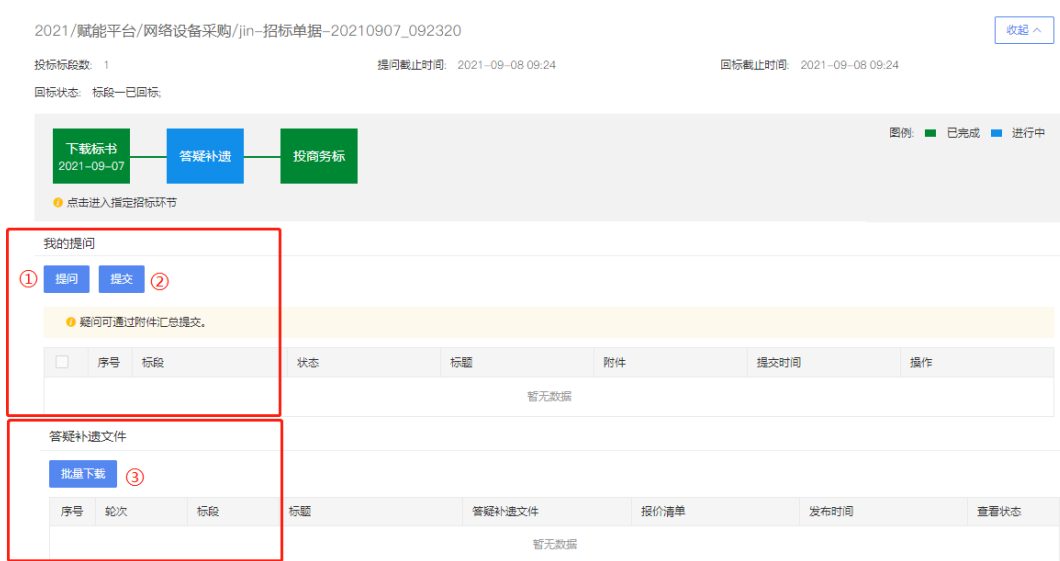 2021/赋能平台/网络设备采购/jin-招标单据-20210907_092320 收起
投标标段数: 1 提问截止时间: 2021-09-08 09:24 回标截止时间: 2021-09-08 09:24
回标状态: 标段一已回标;
图例: 已完成 进行中
下载标书 答疑补遗 投商务标
2021-09-07
点击进入指定招标环节
我的提问
① 提问 提交 ②
疑问可通过附件汇总提交。
序号 标段 状态 标题 附件 提交时间 操作
暂无数据
答疑补遗文件
批量下载 ③
序号 轮次 标段 标题 答疑补遗文件 报价清单 发布时间 查看状态
暂无数据